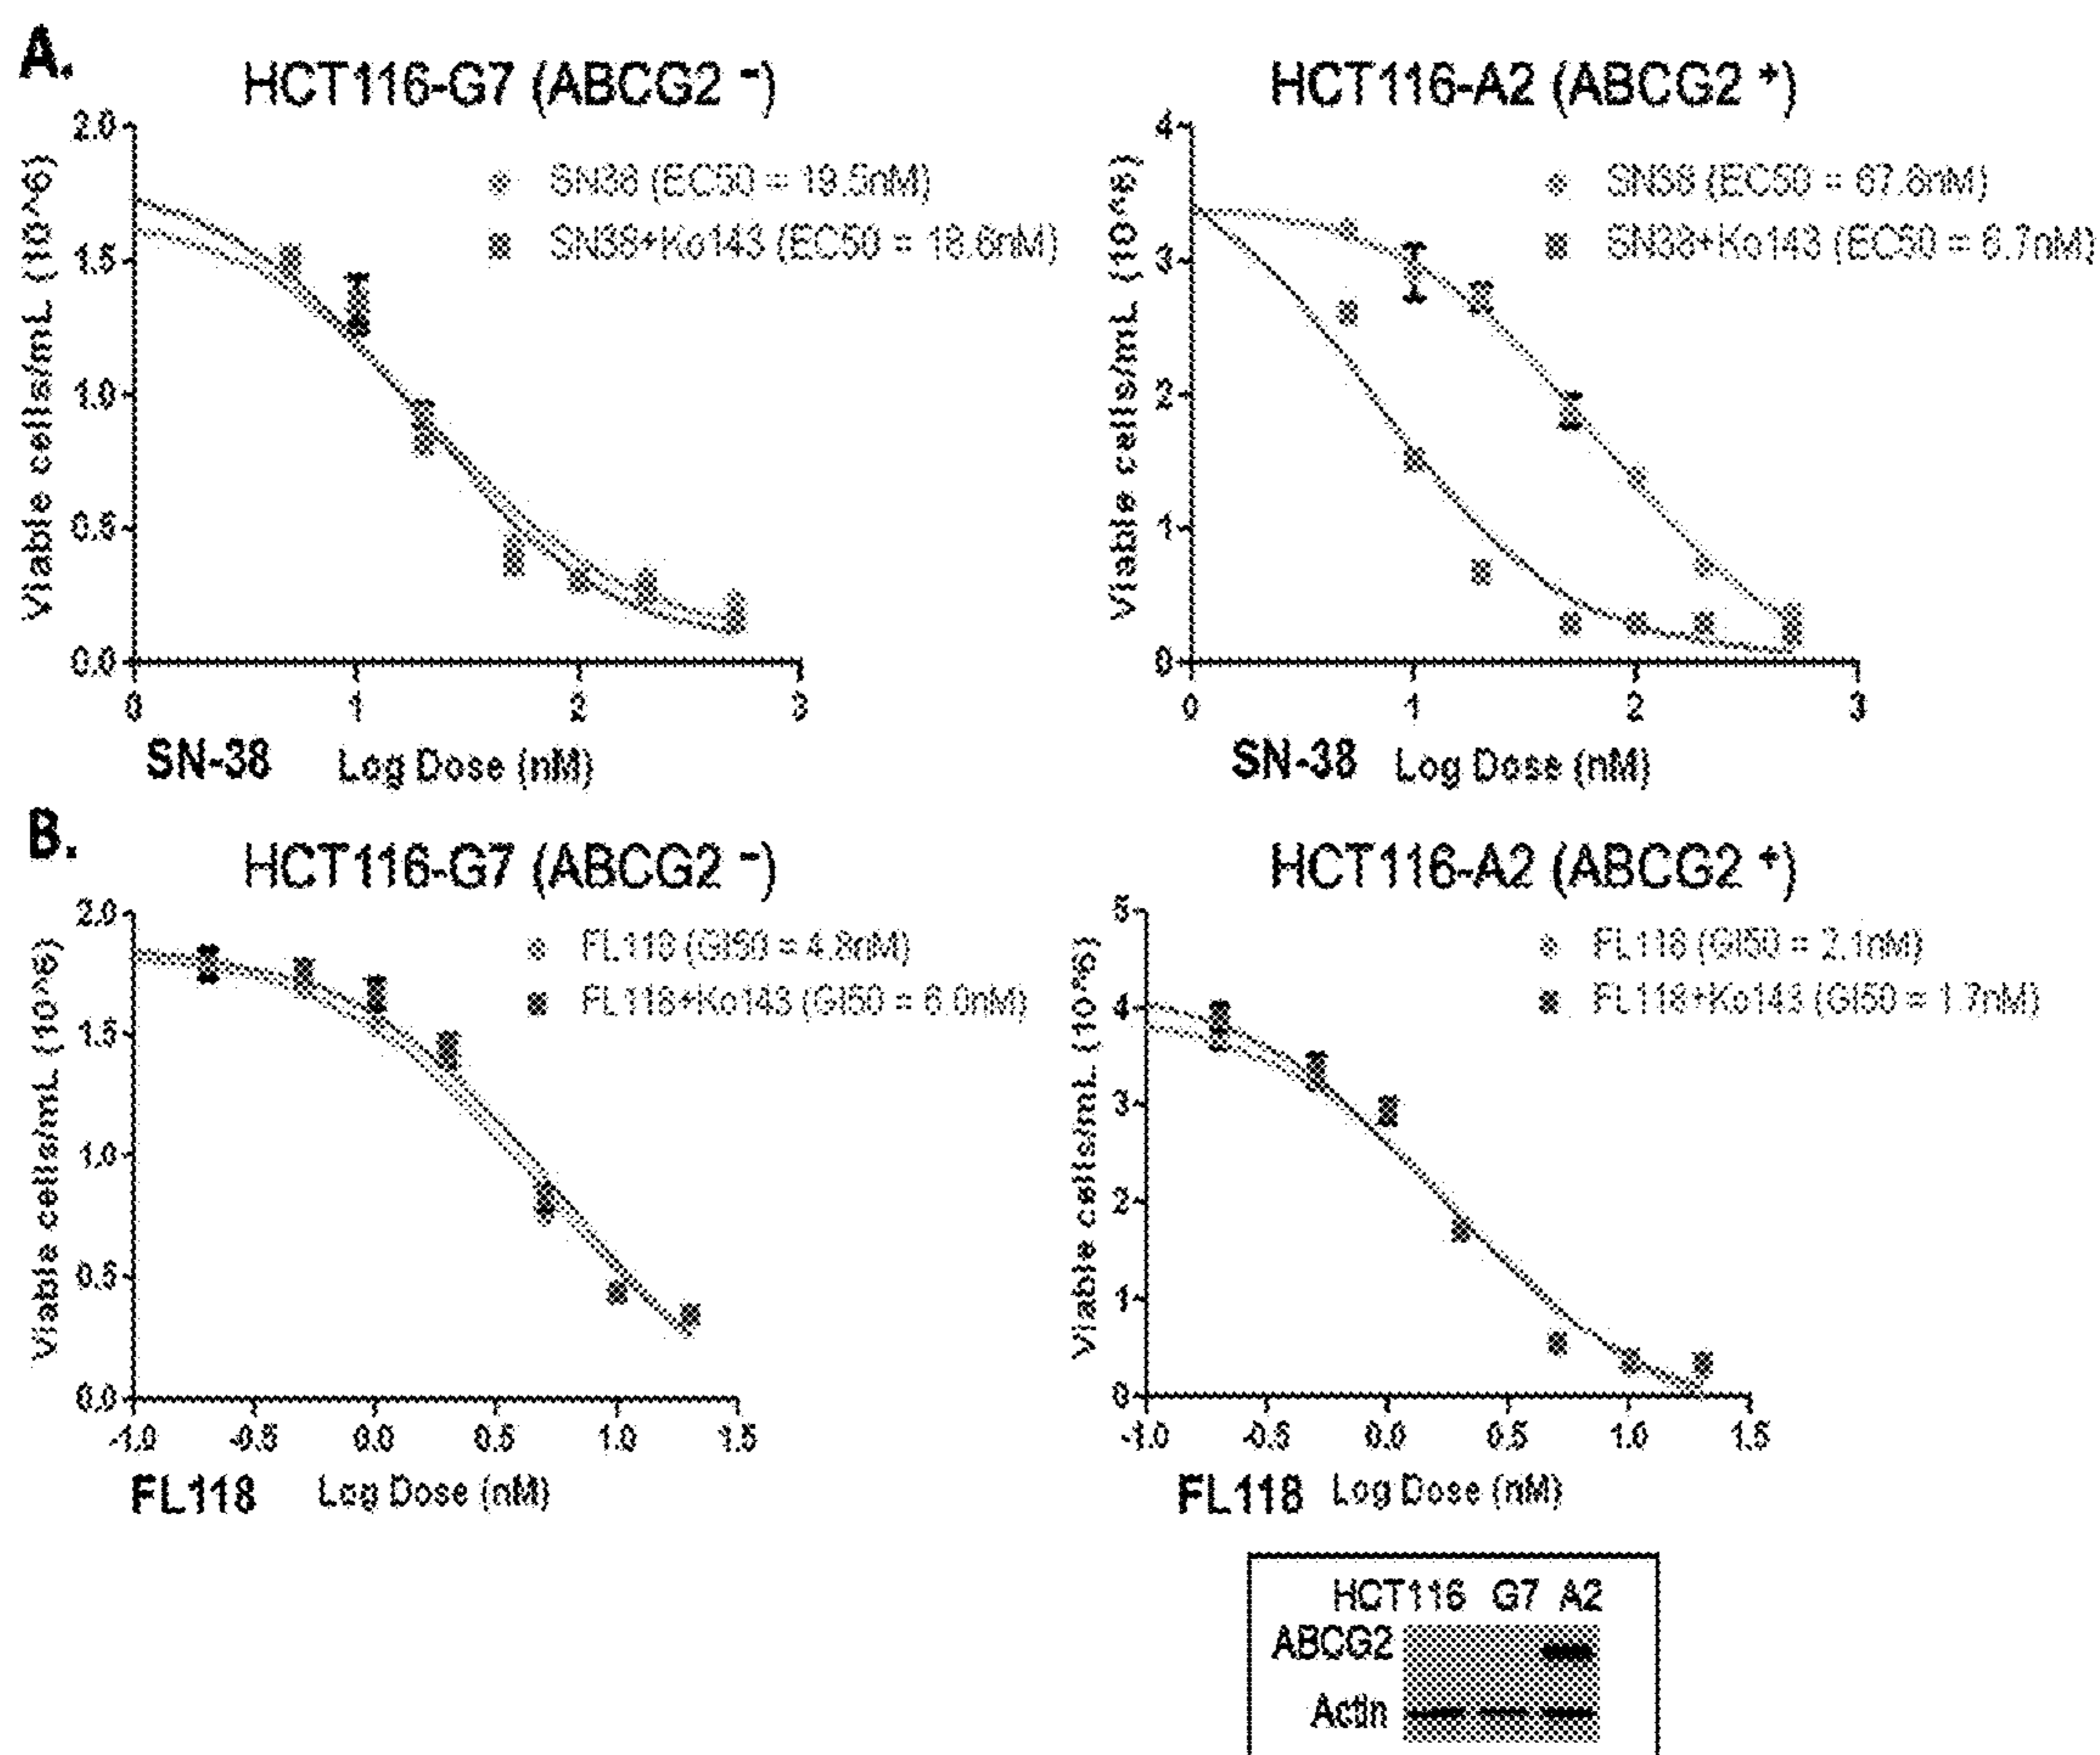 A.
HCT116-G7 (ABCG2 -)
SN38 (EC50 = 19.5nM)
SN38+Ko143 (EC50 = 18.6nM)
Viable cells/mL (10^6)
2.0
1.5
1.0
0.5
0.0
0 1 2 3
SN-38 Log Dose (nM)
HCT116-A2 (ABCG2 +)
SN38 (EC50 = 67.8nM)
SN38+Ko143 (EC50 = 6.7nM)
Viable cells/mL (10^6)
4
3
2
1
0
0 1 2 3
SN-38 Log Dose (nM)
B.
HCT116-G7 (ABCG2 -)
FL118 (GI50 = 4.8nM)
FL118+Ko143 (GI50 = 6.0nM)
Viable cells/mL (10^6)
2.0
1.5
1.0
0.5
0.0
-1.0 -0.5 0.0 0.5 1.0 1.5
FL118 Log Dose (nM)
HCT116-A2 (ABCG2 +)
FL118 (GI50 = 2.1nM)
FL118+Ko143 (GI50 = 1.7nM)
Viable cells/mL (10^6)
5
4
3
2
1
0
-1.0 -0.5 0.0 0.5 1.0 1.5
FL118 Log Dose (nM)
HCT116 G7 A2
ABCG2
Actin